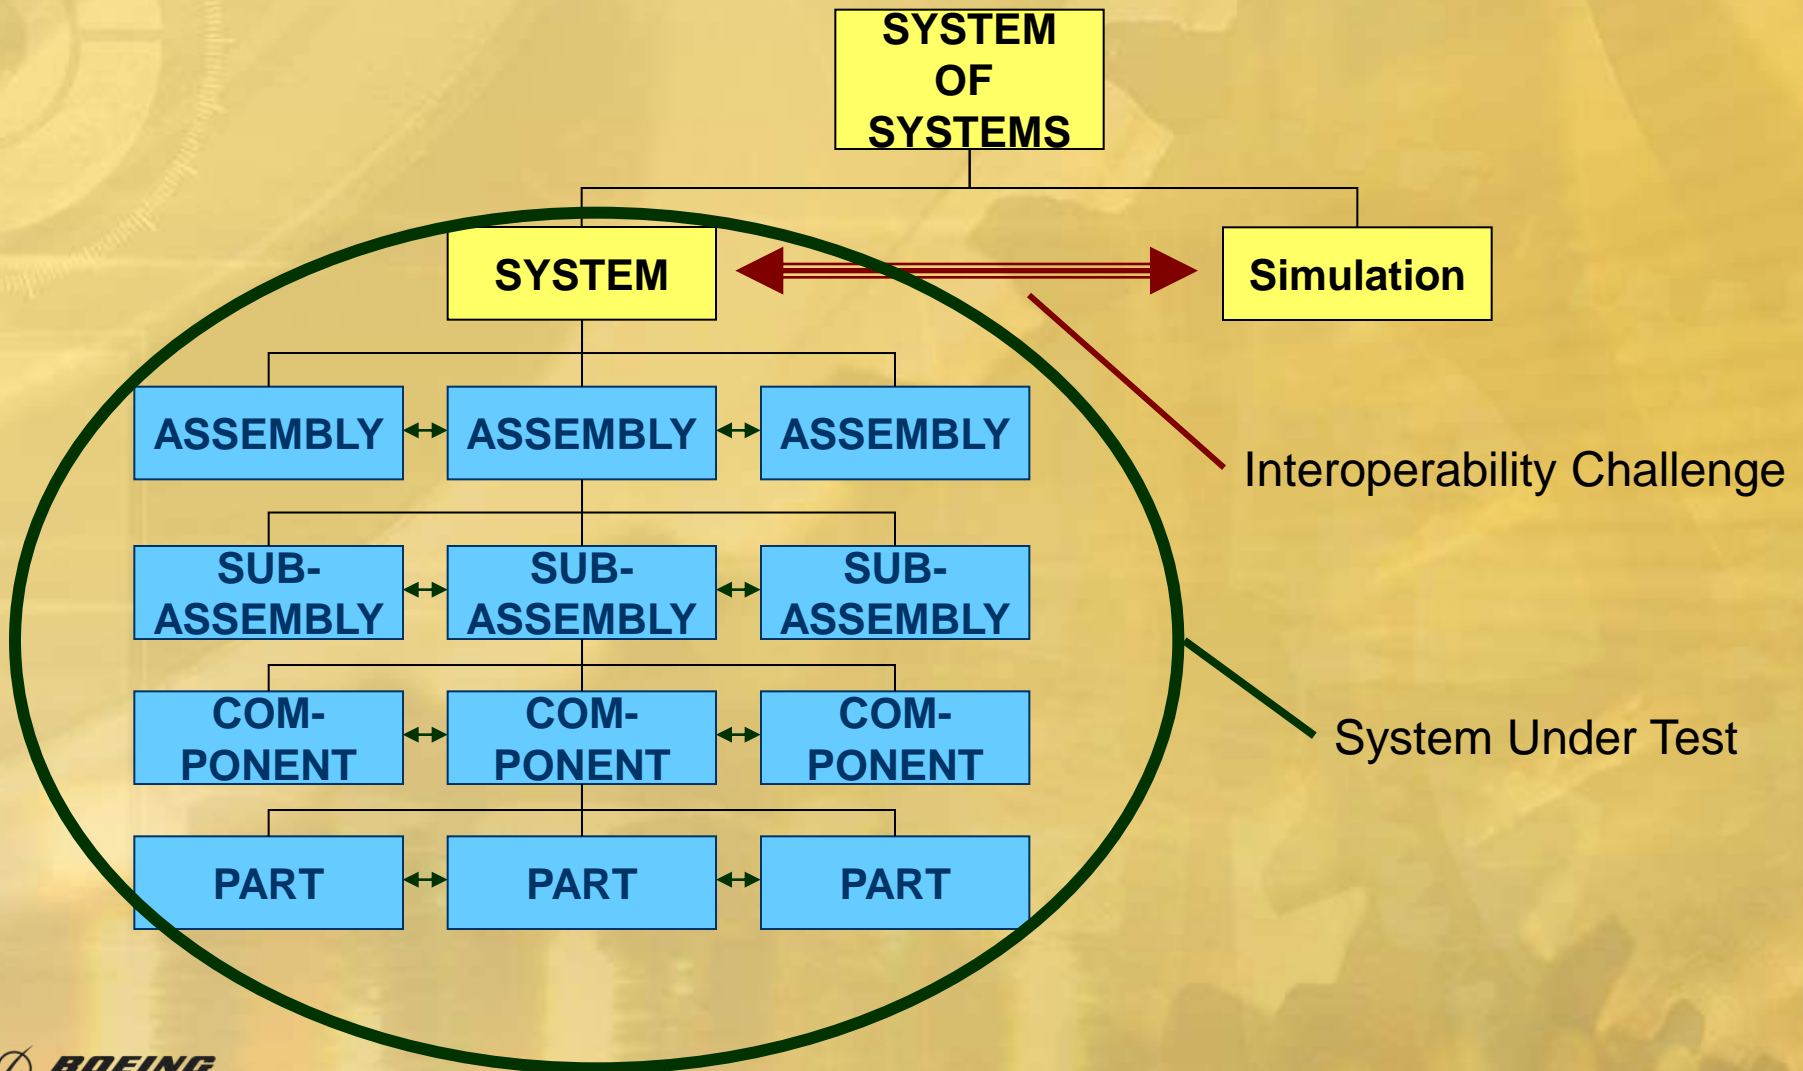 SYSTEM
OF
SYSTEMS
SYSTEM
Simulation
ASSEMBLY
ASSEMBLY
ASSEMBLY
Interoperability Challenge
SUB-
ASSEMBLY
SUB-
ASSEMBLY
SUB-
ASSEMBLY
COM-
PONENT
COM-
PONENT
COM-
PONENT
System Under Test
PART
PART
PART
BOEING